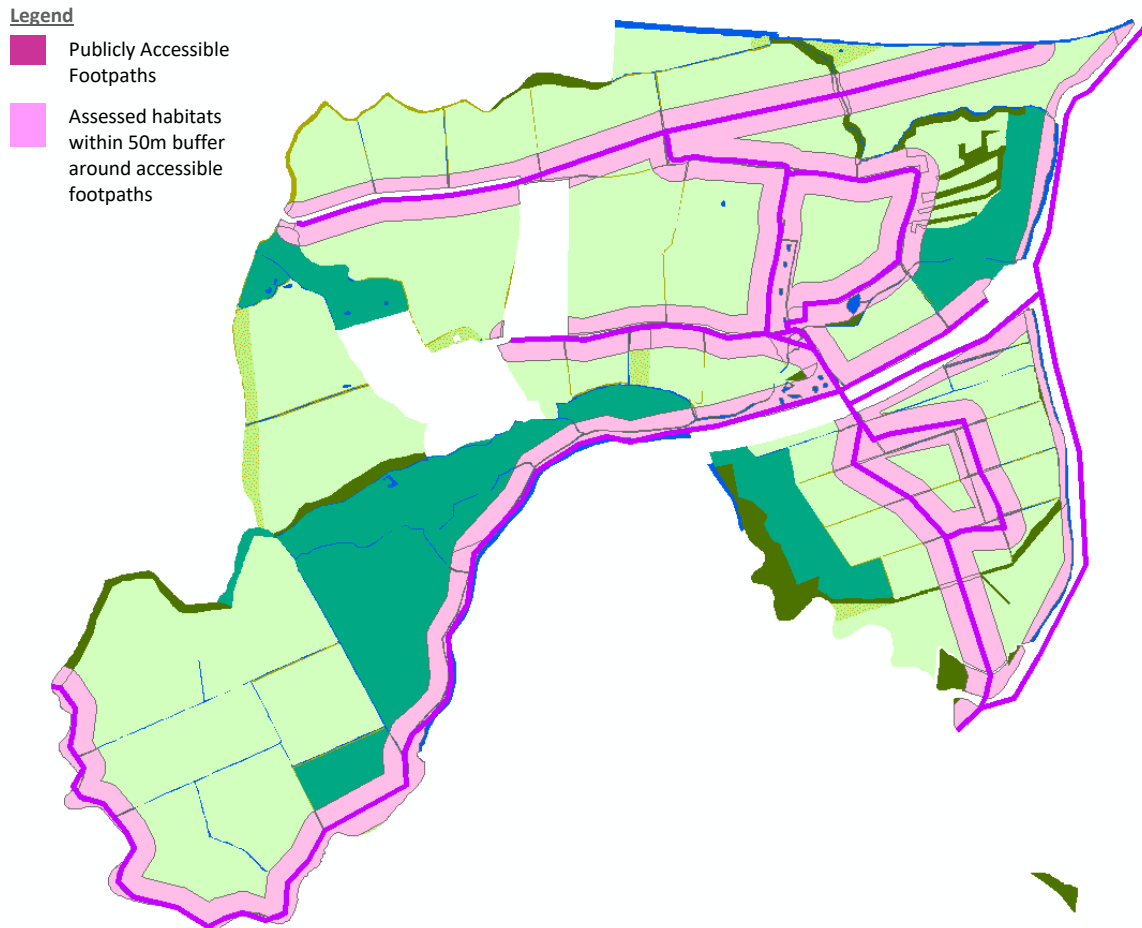 Legend
Publicly Accessible
Footpaths
Assessed habitats
within 50m buffer
around accessible
footpaths